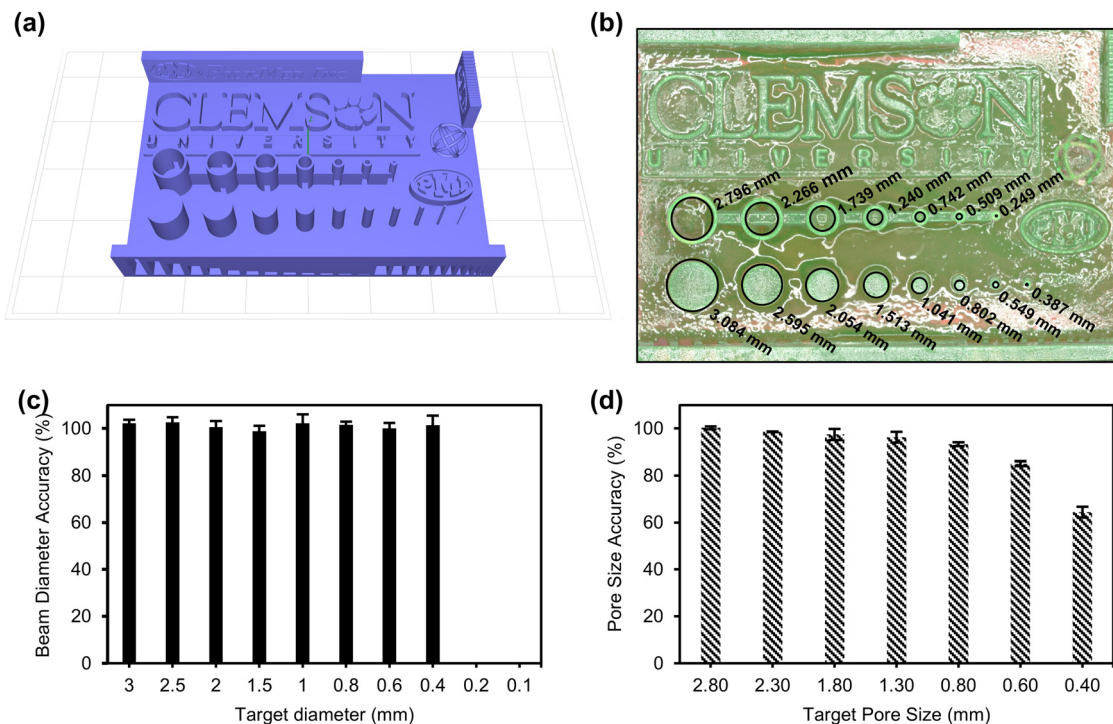 (a)
(b)
CLEMSON
UNIVERSITY
PMI
CLEMSON
UNIVERSITY
PMI
2.796 mm
2.266 mm
1.739 mm
1.240 mm
0.742 mm
0.509 mm
0.249 mm
3.084 mm
2.595 mm
2.054 mm
1.513 mm
1.041 mm
0.802 mm
0.549 mm
0.387 mm
(c)
Beam Diameter Accuracy (%)
100
80
60
40
20
0
3 2.5 2 1.5 1 0.8 0.6 0.4 0.2 0.1
Target diameter (mm)
(d)
Pore Size Accuracy (%)
100
80
60
40
20
0
2.80 2.30 1.80 1.30 0.80 0.60 0.40
Target Pore Size (mm)